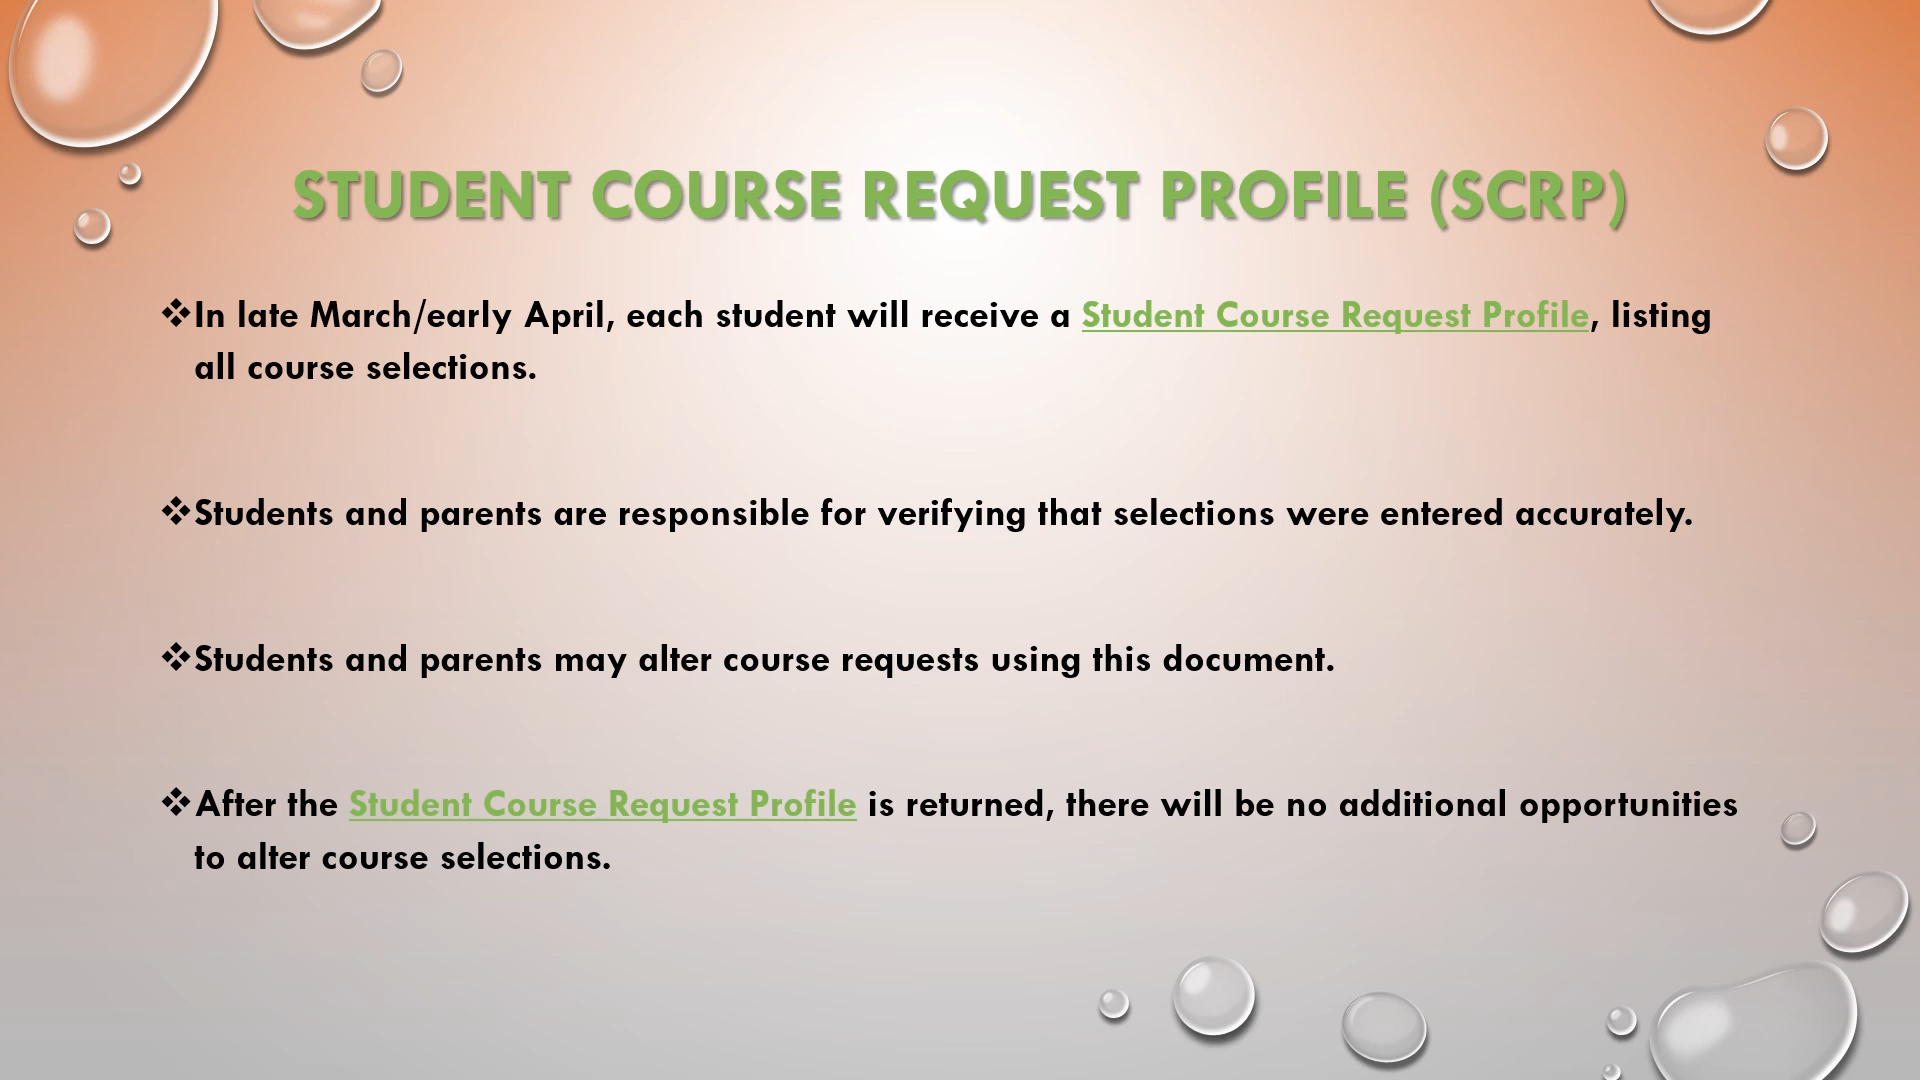 STUDENT COURSE REQUEST PROFILE (SCRP)
❖In late March/early April, each student will receive a Student Course Request Profile, listing
all course selections.
❖Students and parents are responsible for verifying that selections were entered accurately.
❖Students and parents may alter course requests using this document.
❖After the Student Course Request Profile is returned, there will be no additional opportunities
to alter course selections.